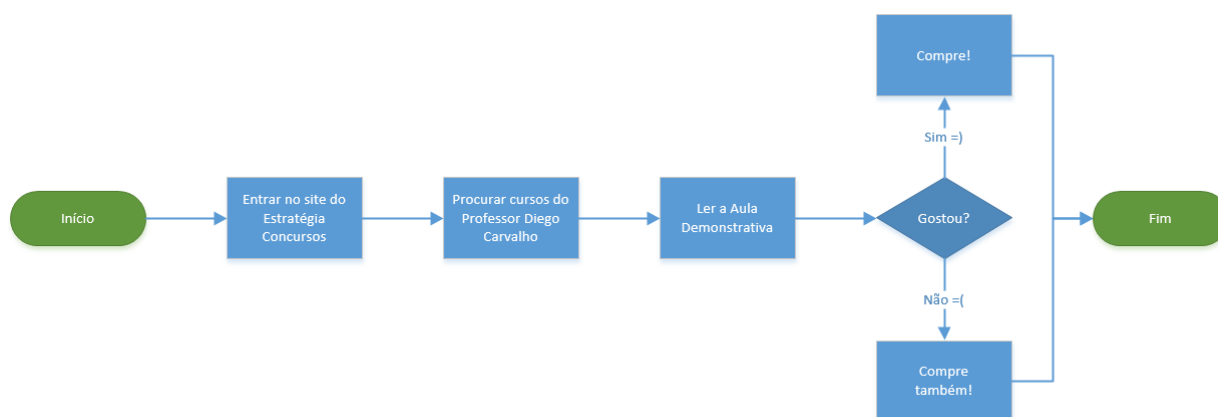 Início
Entrar no site do
Estratégia
Concursos
Procurar cursos do
Professor Diego
Carvalho
Ler a Aula
Demonstrativa
Gostou?
Sim =)
Compre!
Não =(
Compre
também!
Fim